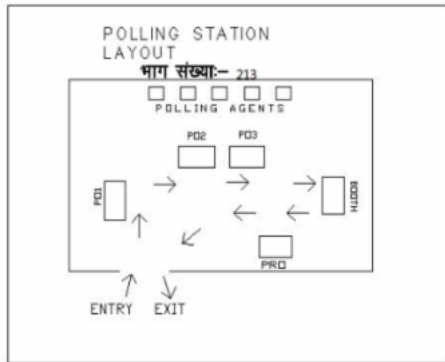 POLLING STATION
LAYOUT
भाग संख्याः- 213
POLLING AGENTS
PO2 PO3
PO1
BOOTH
PRO
ENTRY EXIT